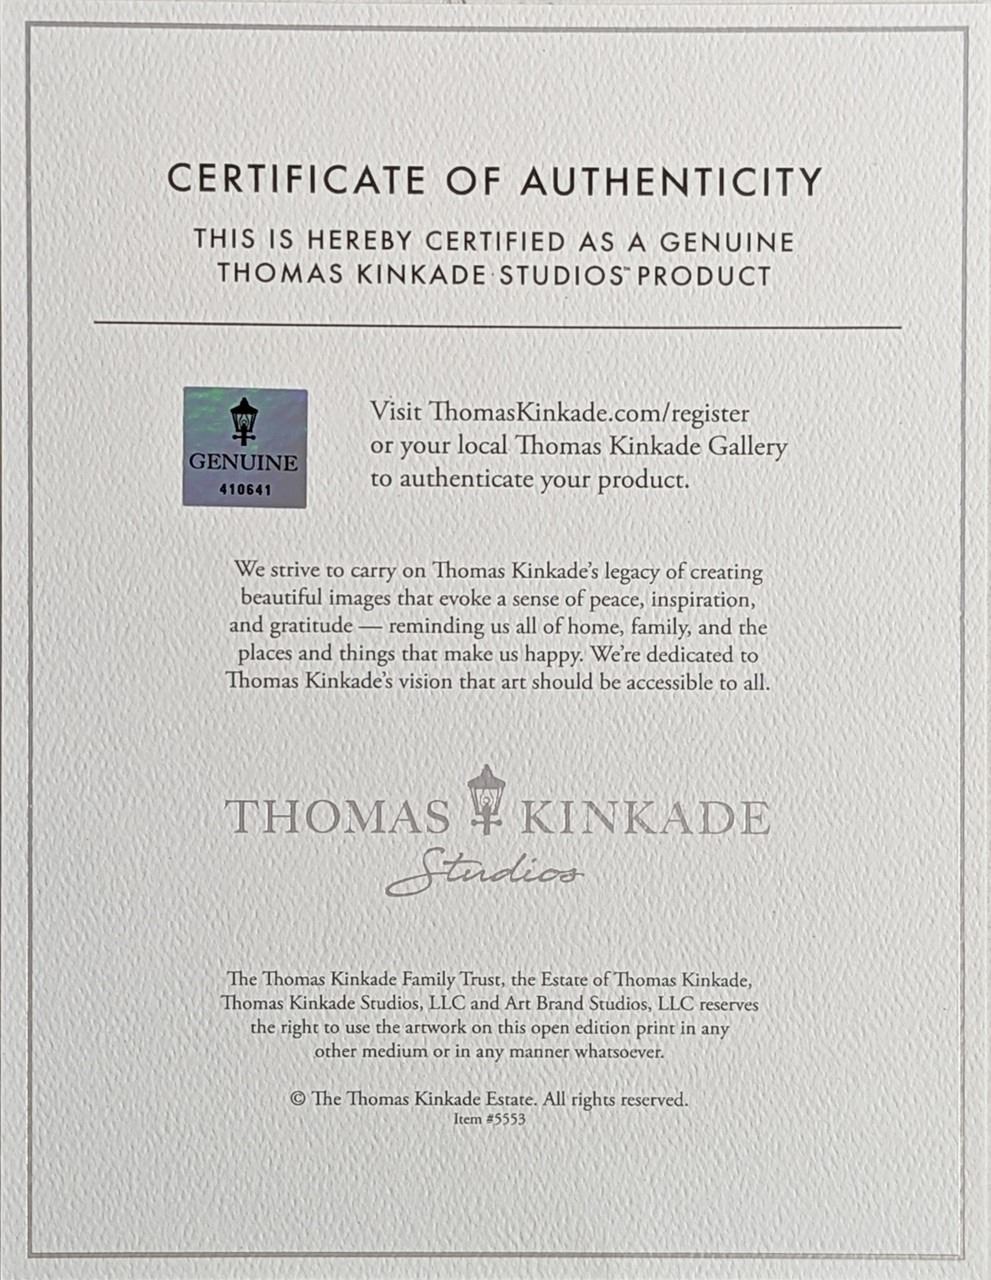 CERTIFICATE OF AUTHENTICITY
THIS IS HEREBY CERTIFIED AS A GENUINE
THOMAS KINKADE STUDIOS™ PRODUCT
GENUINE
410641
Visit ThomasKinkade.com/register
or your local Thomas Kinkade Gallery
to authenticate your product.
We strive to carry on Thomas Kinkade’s legacy of creating
beautiful images that evoke a sense of peace, inspiration,
and gratitude — reminding us all of home, family, and the
places and things that make us happy. We’re dedicated to
Thomas Kinkade’s vision that art should be accessible to all.
THOMAS KINKADE
Studios
The Thomas Kinkade Family Trust, the Estate of Thomas Kinkade,
Thomas Kinkade Studios, LLC and Art Brand Studios, LLC reserves
the right to use the artwork on this open edition print in any
other medium or in any manner whatsoever.
© The Thomas Kinkade Estate. All rights reserved.
Item #5553